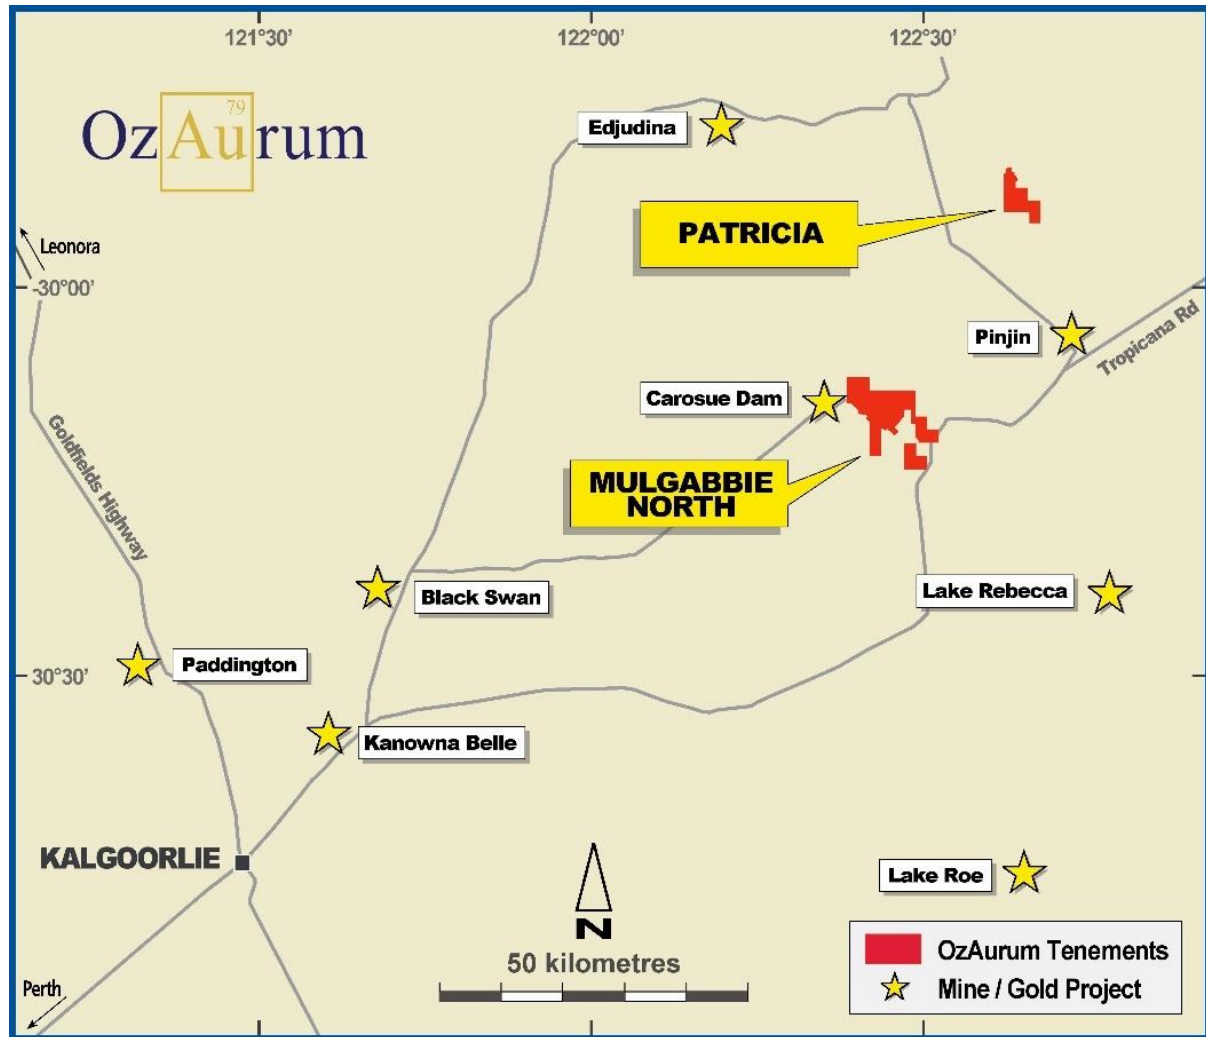 121°30'
122°00'
122°30'
79
OzAurum
Edjudina
PATRICIA
Leonora
-30°00'
Pinjin
Tropicana Rd
Carosue Dam
Goldfields Highway
MULGABBIE
NORTH
Black Swan
Lake Rebecca
Paddington
30°30'
Kanowna Belle
KALGOORLIE
Lake Roe
N
50 kilometres
OzAurum Tenements
Mine / Gold Project
Perth